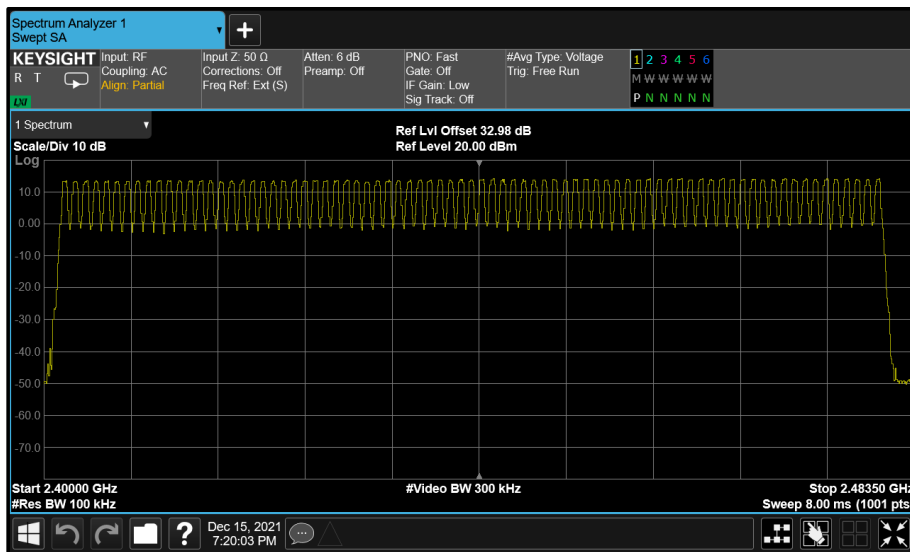 Spectrum Analyzer 1
Swept SA
KEYSIGHT
R T
LXI
Input: RF
Coupling: AC
Align: Partial
Input Z: 50 Ω
Corrections: Off
Freq Ref: Ext (S)
Atten: 6 dB
Preamp: Off
PNO: Fast
Gate: Off
IF Gain: Low
Sig Track: Off
#Avg Type: Voltage
Trig: Free Run
1 2 3 4 5 6
M W W W W W
P N N N N N
1 Spectrum
Scale/Div 10 dB
Ref Lvl Offset 32.98 dB
Ref Level 20.00 dBm
Log
10.0
0.00
-10.0
-20.0
-30.0
-40.0
-50.0
-60.0
-70.0
Start 2.40000 GHz
#Res BW 100 kHz
#Video BW 300 kHz
Stop 2.48350 GHz
Sweep 8.00 ms (1001 pts
?
Dec 15, 2021
7:20:03 PM